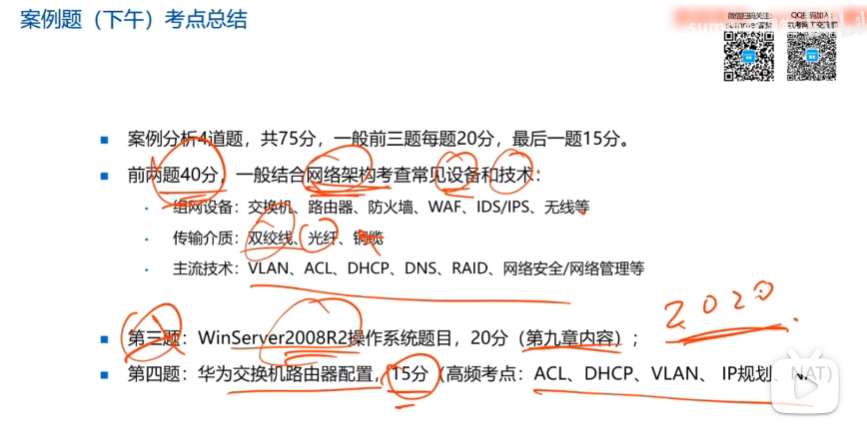 案例题（下午）考点总结
微信扫码关注：
QQ扫码加入：
案例分析4道题，共75分，一般前三题每题20分，最后一题15分。
前两题40分，一般结合网络架构考查常见设备和技术：
组网设备：交换机、路由器、防火墙、WAF、IDS/IPS、无线等
传输介质：双绞线、光纤、铜缆
主流技术：VLAN、ACL、DHCP、DNS、RAID、网络安全/网络管理等
2020
第三题：WinServer2008R2操作系统题目，20分（第九章内容）；
第四题：华为交换机路由器配置，15分（高频考点：ACL、DHCP、VLAN、 IP规划、NAT）